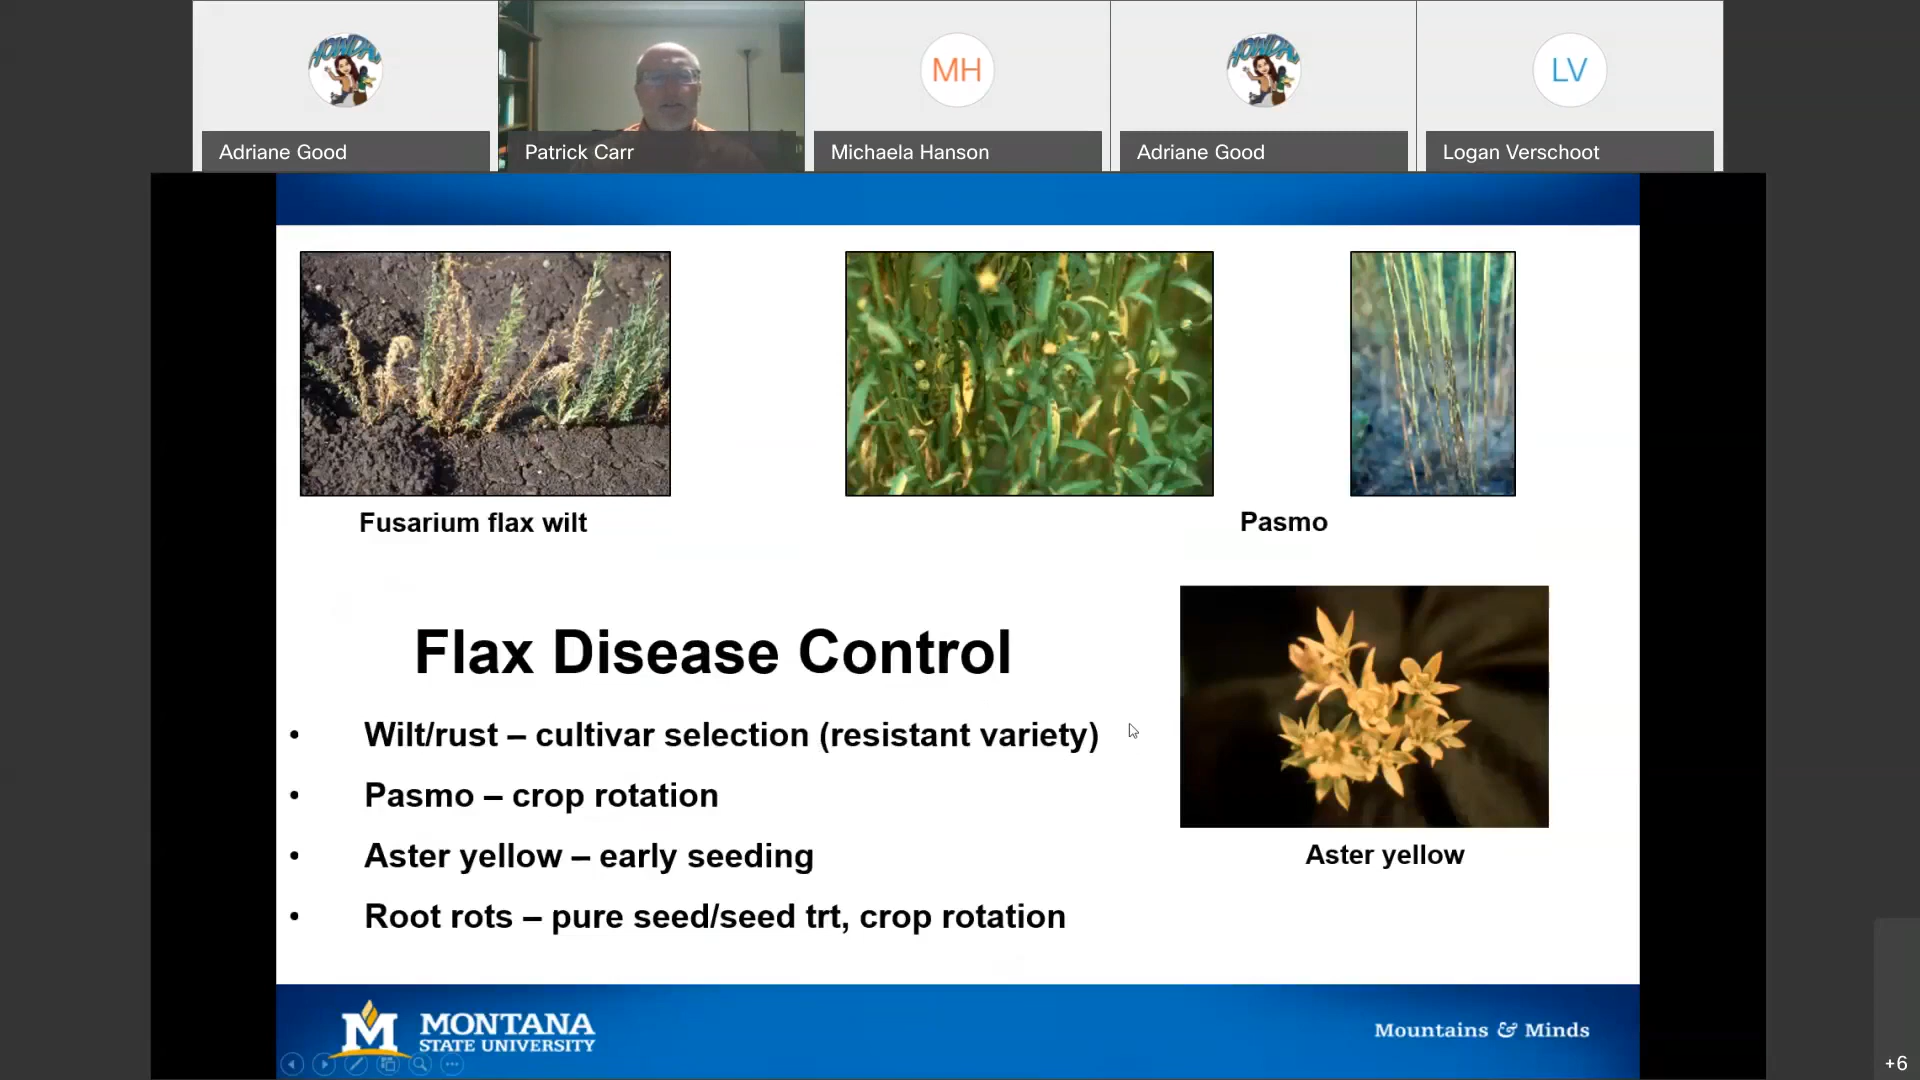 HOWDY
Adriane Good
Patrick Carr
MH
Michaela Hanson
HOWDY
Adriane Good
LV
Logan Verschoot
Fusarium flax wilt
Pasmo
Flax Disease Control
• Wilt/rust – cultivar selection (resistant variety)
• Pasmo – crop rotation
• Aster yellow – early seeding
• Root rots – pure seed/seed trt, crop rotation
Aster yellow
M MONTANA
STATE UNIVERSITY
Mountains & Minds
+6